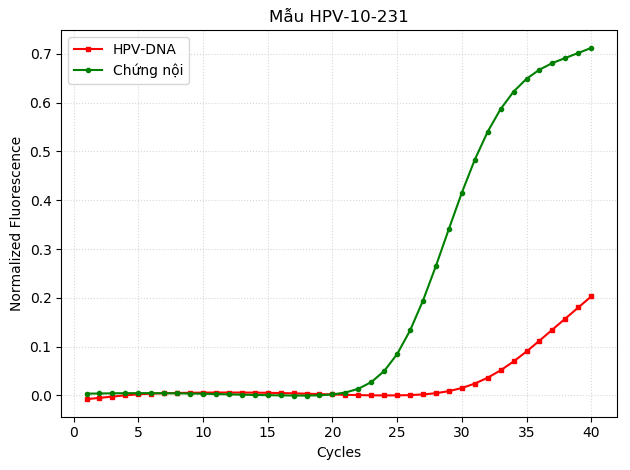 Mẫu HPV-10-231
HPV-DNA
Chứng nội
Normalized Fluorescence
0.7
0.6
0.5
0.4
0.3
0.2
0.1
0.0
0 5 10 15 20 25 30 35 40
Cycles